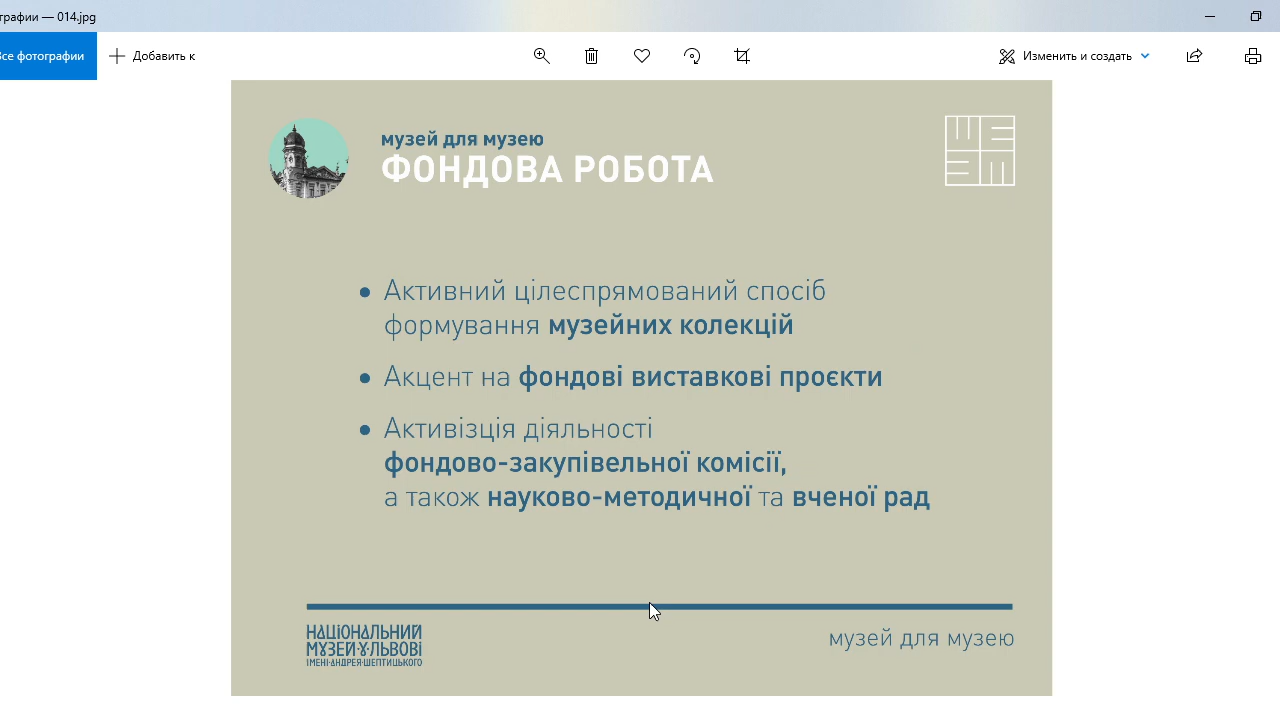 графии — 014.jpg
Все фотографии
Добавить к
Изменить и создать
музей для музею
ФОНДОВА РОБОТА
• Активний цілеспрямований спосіб
формування музейних колекцій
• Акцент на фондові виставкові проєкти
• Активізція діяльності
фондово-закупівельної комісії,
а також науково-методичної та вченої рад
НАЦІОНАЛЬНИЙ
МУЗЕЙ·У·ЛЬВОВІ
ІМЕНІ·АНДРЕЯ·ШЕПТИЦЬКОГО
музей для музею